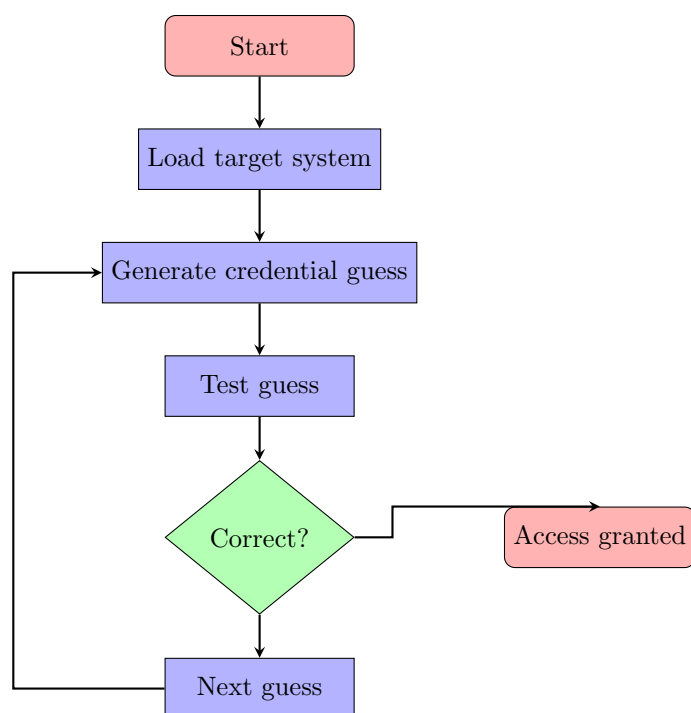 Start
Load target system
Generate credential guess
Test guess
Correct?
Access granted
Next guess